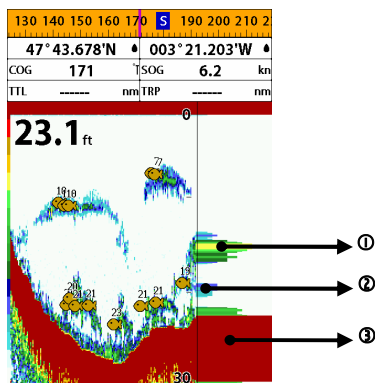 130 140 150 160 170 S 190 200 210 2
47°43.678'N 003°21.203'W
COG 171 °T SOG 6.2 kn
TTL ------ nm TRP ------ nm
0
23.1 ft
77
10 110
19
①
②
20
21 21 21 21
23
③
30